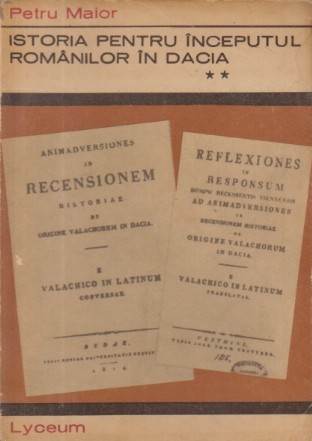 Petru Maior
ISTORIA PENTRU ÎNCEPUTUL
ROMÂNILOR ÎN DACIA
**
ANIMADVERSIONES
IN
RECENSIONEM
HISTORIAE
DE
ORIGINE VALACHORUM IN DACIA.
E
VALACHICO IN LATINUM
CONVERSAE.
BUDAE,
REFLEXIONES
IN
RESPONSUM
AD ANIMADVERSIONES
IN
RECENSIONEM HISTORIAE
DE
ORIGINE VALACHORUM
IN DACIA.
E
VALACHICO IN LATINUM
TRANSLATAE.
Lyceum